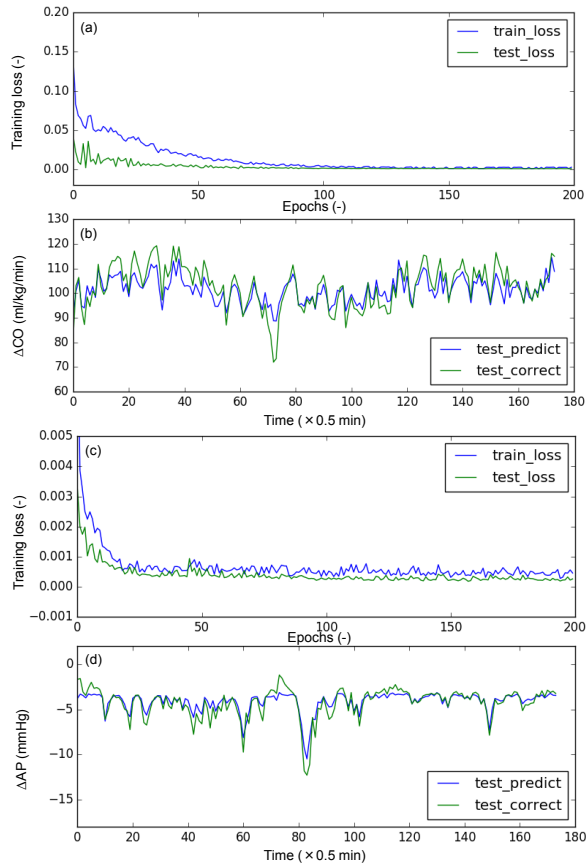 (a)
train_loss
test_loss
Training loss (-)
0.20
0.15
0.10
0.05
0.00
0 50 100 150 200
Epochs (-)
(b)
test_predict
test_correct
ΔCO (ml/kg/min)
130
120
110
100
90
80
70
60
0 20 40 60 80 100 120 140 160 180
Time (×0.5 min)
(c)
train_loss
test_loss
Training loss (-)
0.005
0.004
0.003
0.002
0.001
0.000
−0.001
0 50 100 150 200
Epochs (-)
(d)
test_predict
test_correct
ΔAP (mmHg)
0
−5
−10
−15
0 20 40 60 80 100 120 140 160 180
Time (×0.5 min)